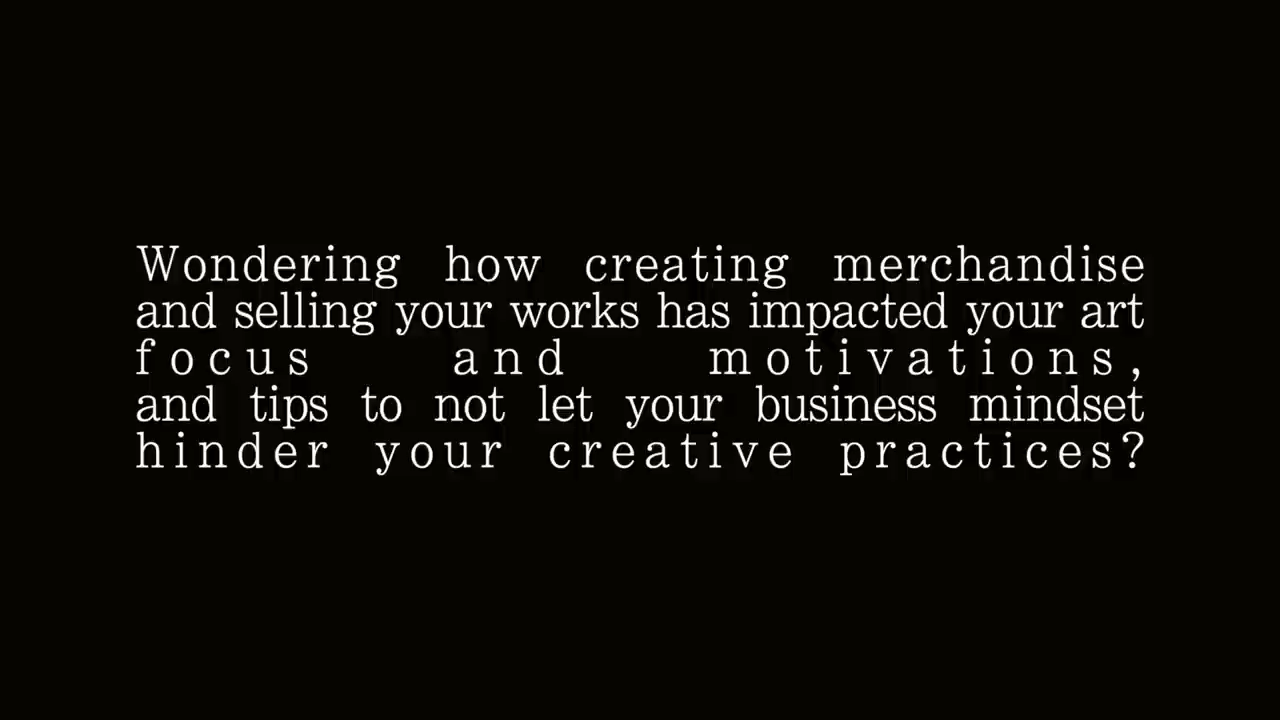 Wondering how creating merchandise
and selling your works has impacted your art
focus and motivations,
and tips to not let your business mindset
hinder your creative practices?